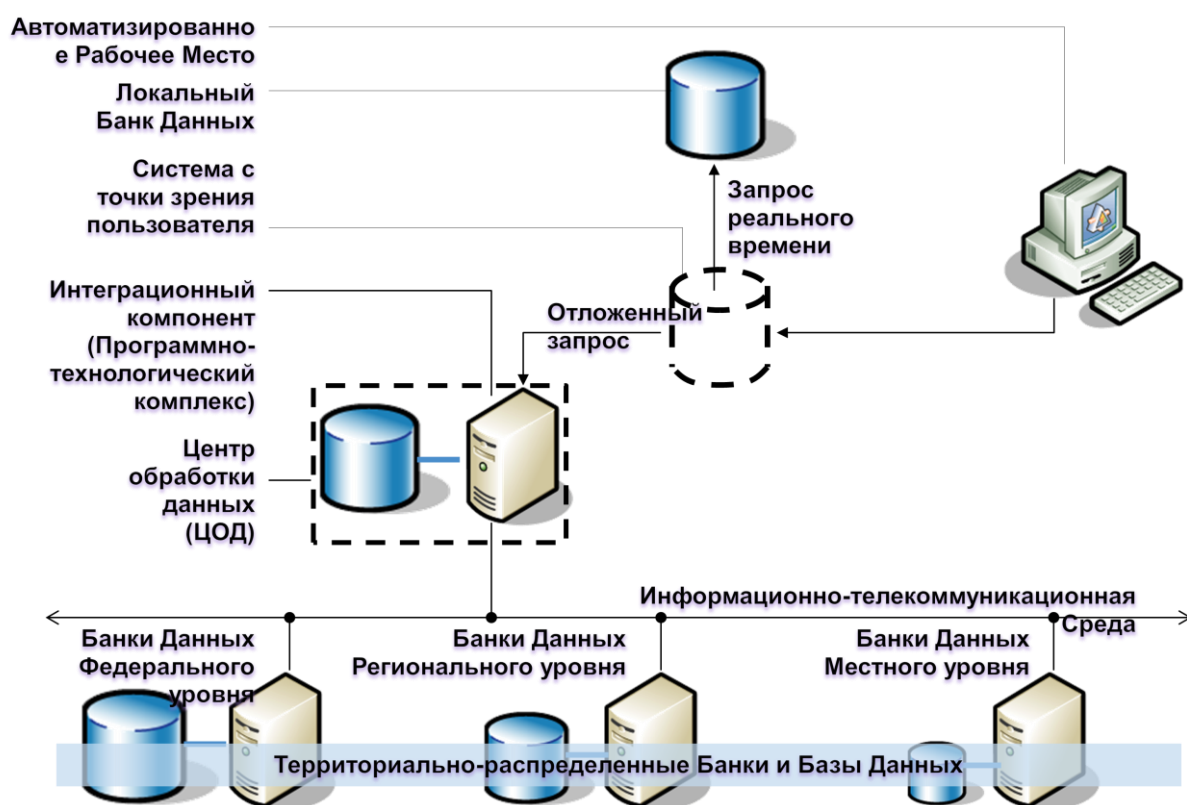 Автоматизированно
е Рабочее Место
Локальный
Банк Данных
Система с
точки зрения
пользователя
Запрос
реального
времени
Интеграционный
компонент
(Программно-
технологический
комплекс)
Отложенный
запрос
Центр
обработки
данных
(ЦОД)
Информационно-телекоммуникационная
Среда
Банки Данных
Федерального
уровня
Банки Данных
Регионального уровня
Банки Данных
Местного уровня
Территориально-распределенные Банки и Базы Данных